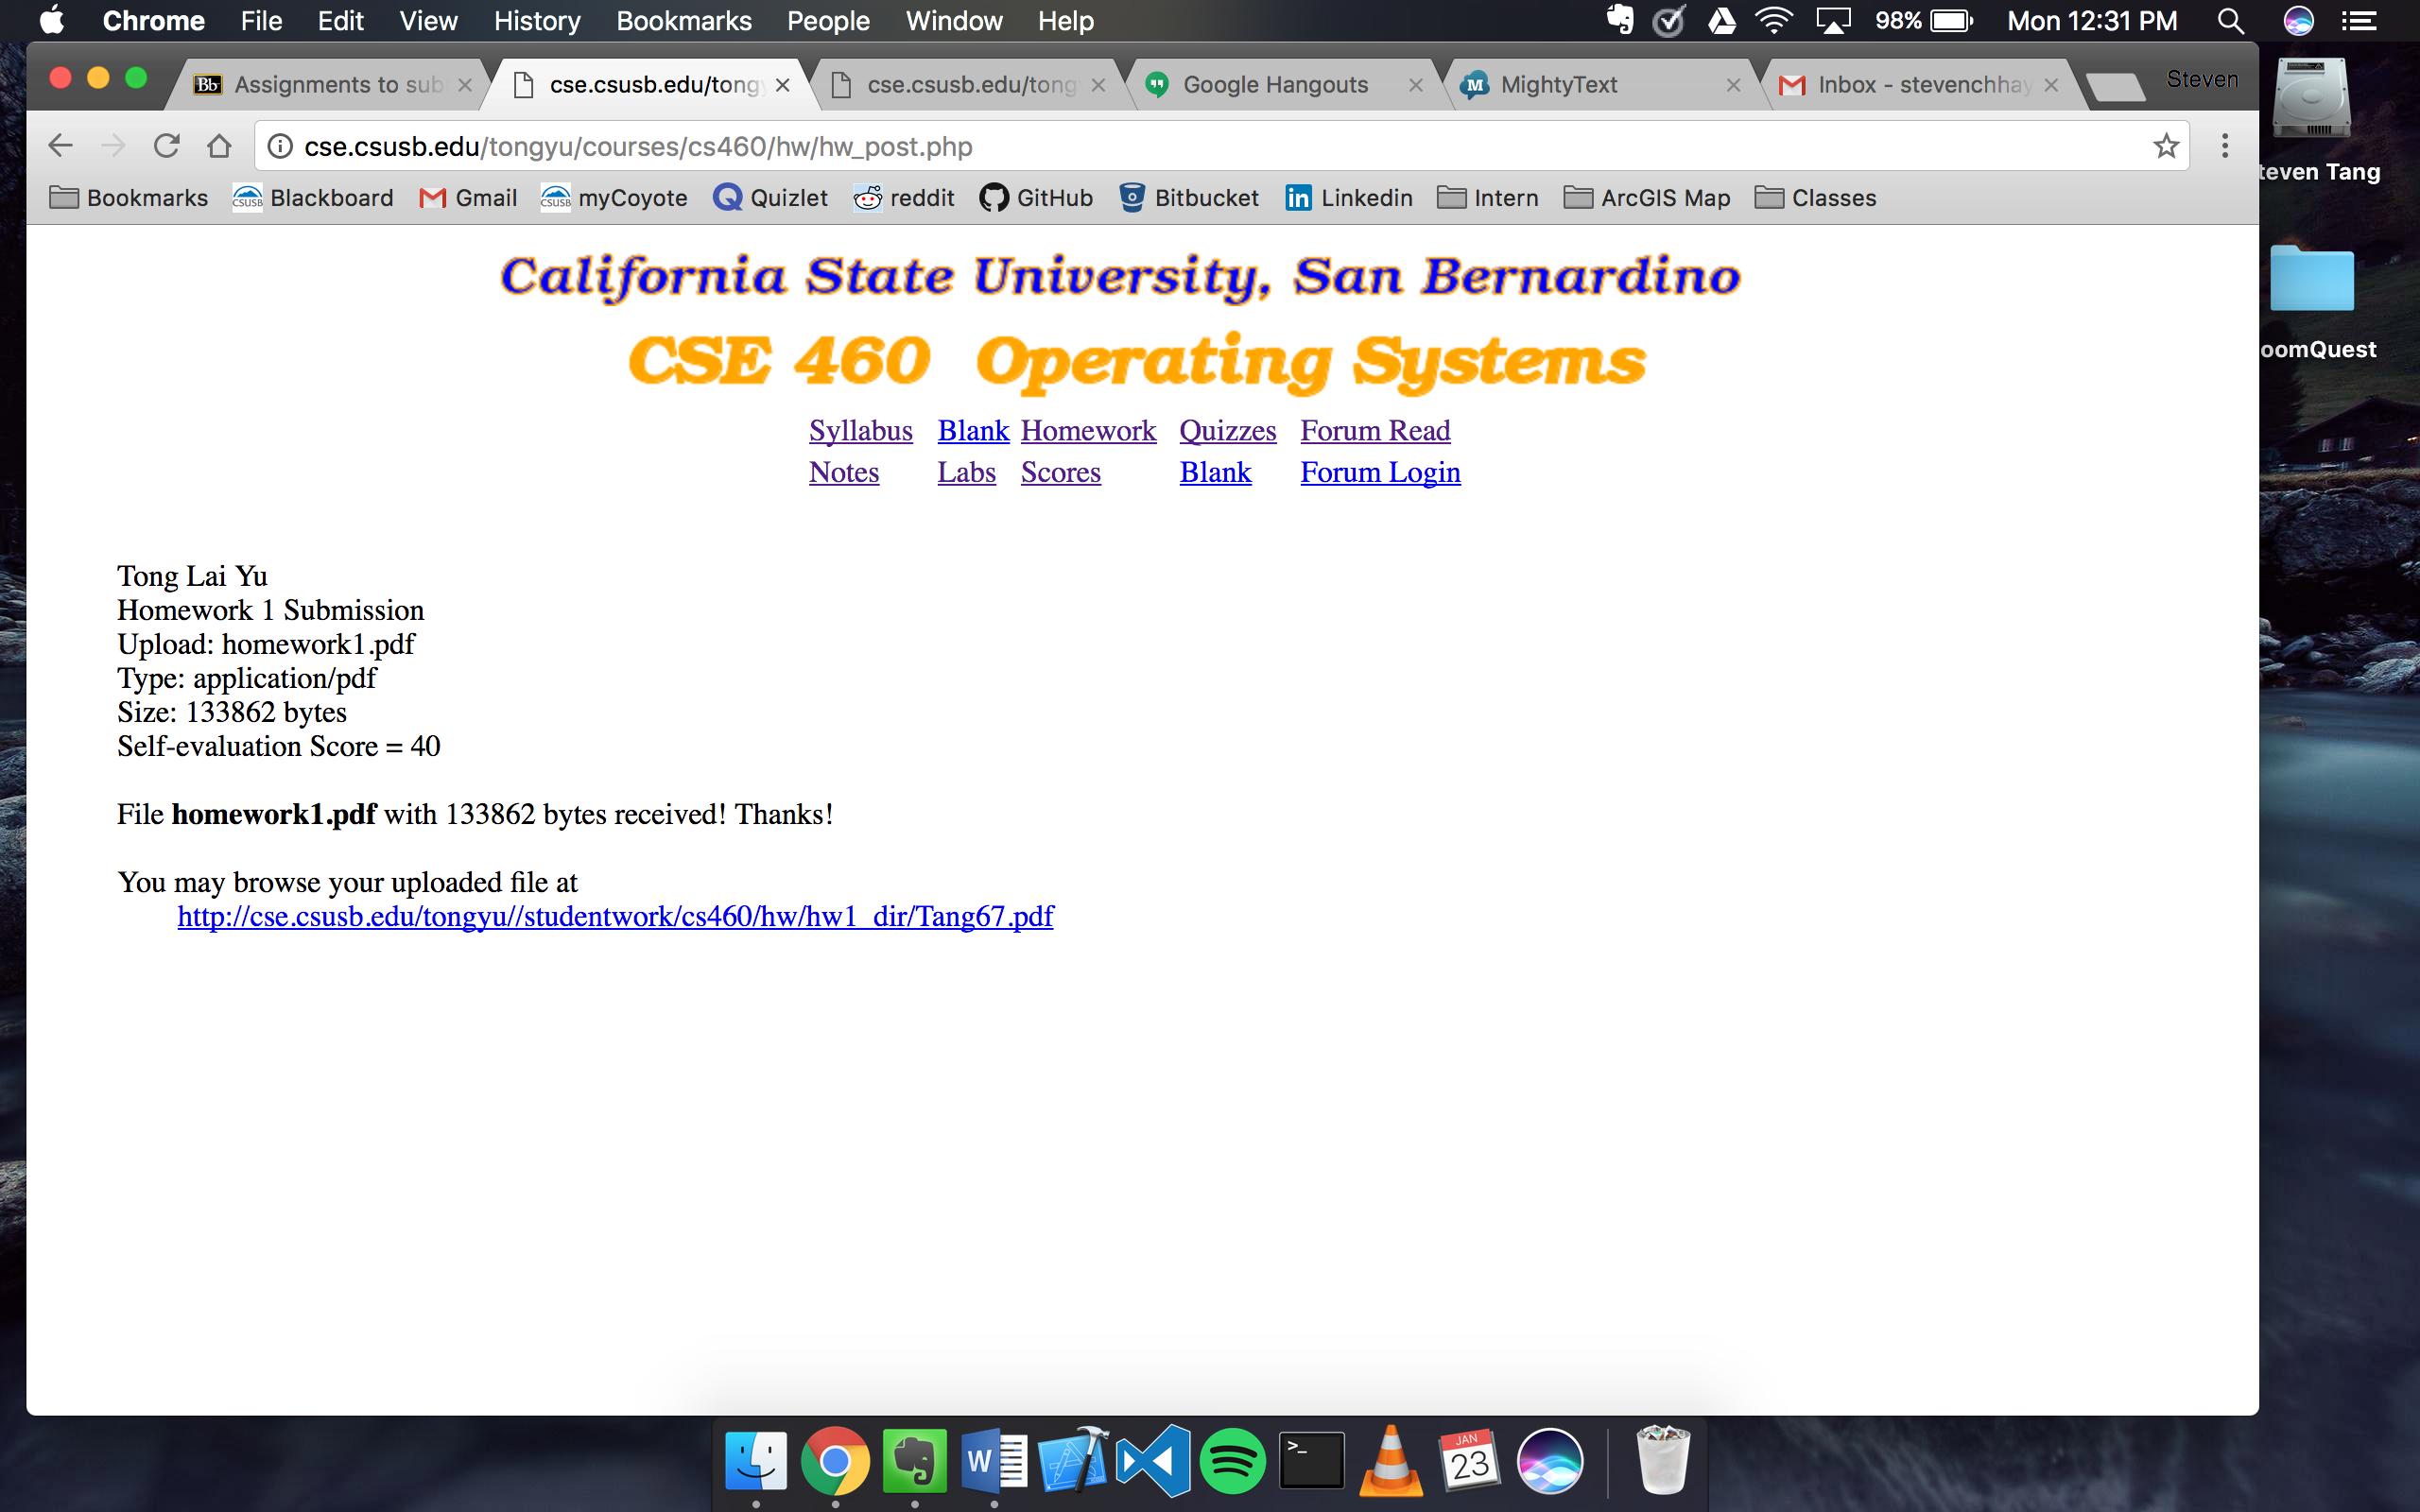 Chrome File Edit View History Bookmarks People Window Help 98% Mon 12:31 PM
Bb Assignments to sub cse.csusb.edu/tongy cse.csusb.edu/tong Google Hangouts M MightyText Inbox - stevenchhay Steven
cse.csusb.edu/tongyu/courses/cs460/hw/hw_post.php
Bookmarks CSUSB Blackboard Gmail CSUSB myCoyote Quizlet reddit GitHub Bitbucket in Linkedin Intern ArcGIS Map Classes
teven Tang
oomQuest
California State University, San Bernardino
CSE 460 Operating Systems
Syllabus Blank Homework Quizzes Forum Read
Notes Labs Scores Blank Forum Login
Tong Lai Yu
Homework 1 Submission
Upload: homework1.pdf
Type: application/pdf
Size: 133862 bytes
Self-evaluation Score = 40
File homework1.pdf with 133862 bytes received! Thanks!
You may browse your uploaded file at
http://cse.csusb.edu/tongyu//studentwork/cs460/hw/hw1_dir/Tang67.pdf
W >_ JAN
23